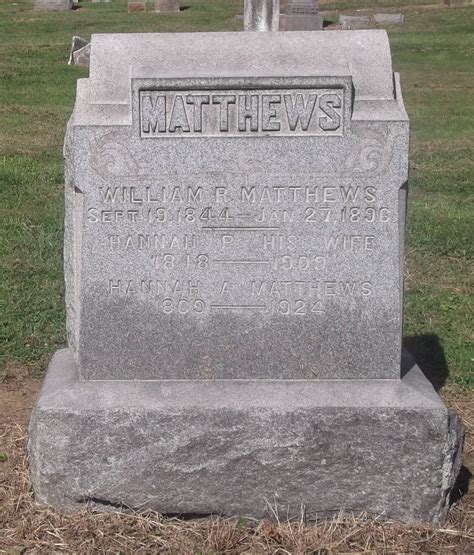 MATTHEWS
WILLIAM R. MATTHEWS
SEPT. 19. 1844 — JAN. 27. 1896
HANNAH P. HIS WIFE
1848 — 1909
HANNAH A. MATTHEWS
1869 — 1924